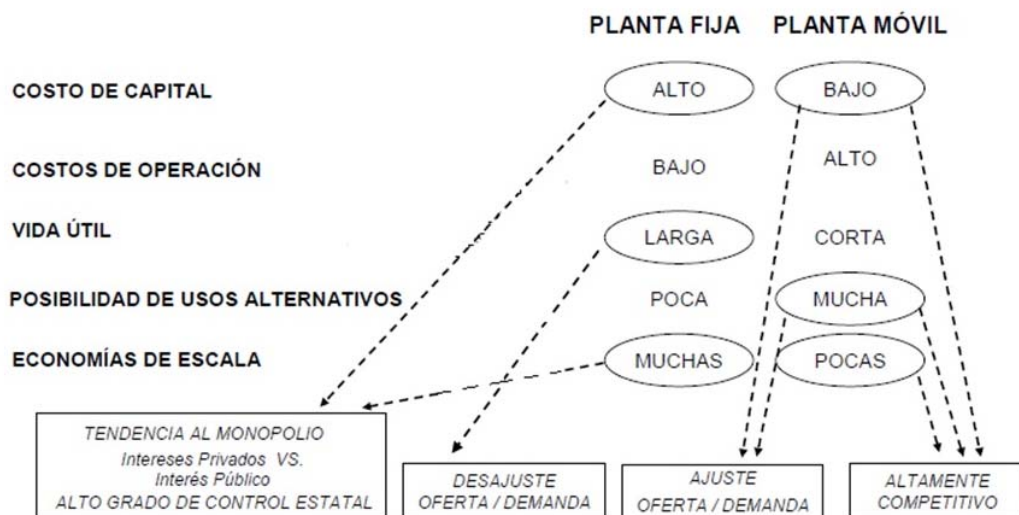 PLANTA FIJA PLANTA MÓVIL
COSTO DE CAPITAL ALTO BAJO
COSTOS DE OPERACIÓN BAJO ALTO
VIDA ÚTIL LARGA CORTA
POSIBILIDAD DE USOS ALTERNATIVOS POCA MUCHA
ECONOMÍAS DE ESCALA MUCHAS POCAS
TENDENCIA AL MONOPOLIO
Intereses Privados VS.
Interés Público
ALTO GRADO DE CONTROL ESTATAL
DESAJUSTE
OFERTA / DEMANDA
AJUSTE
OFERTA / DEMANDA
ALTAMENTE
COMPETITIVO